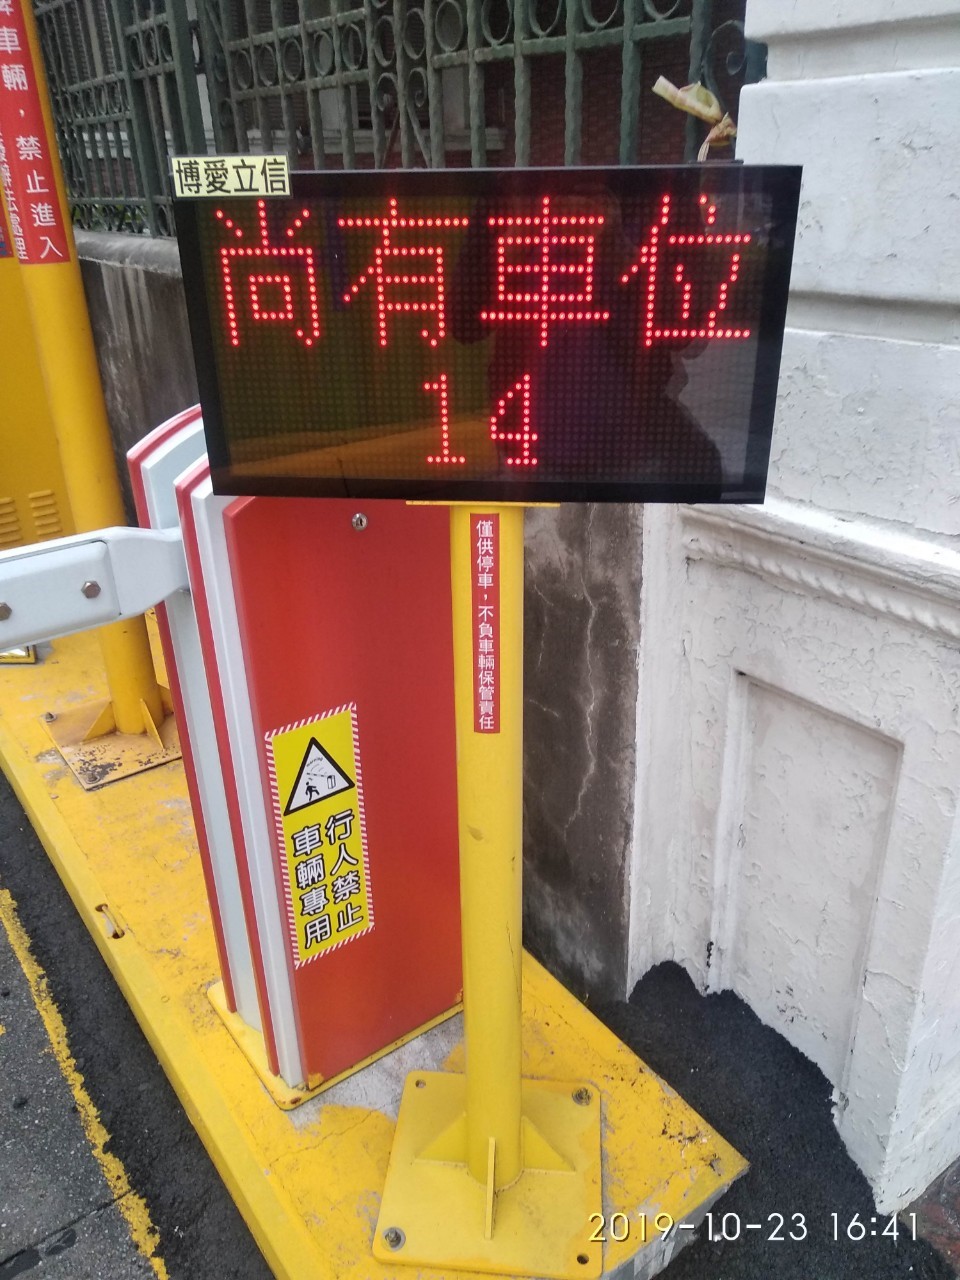 車輛，禁止進入
博愛立信
尚有車位
14
僅供停車，不負車輛保管責任
行人禁止
車輛專用
2019-10-23 16:41